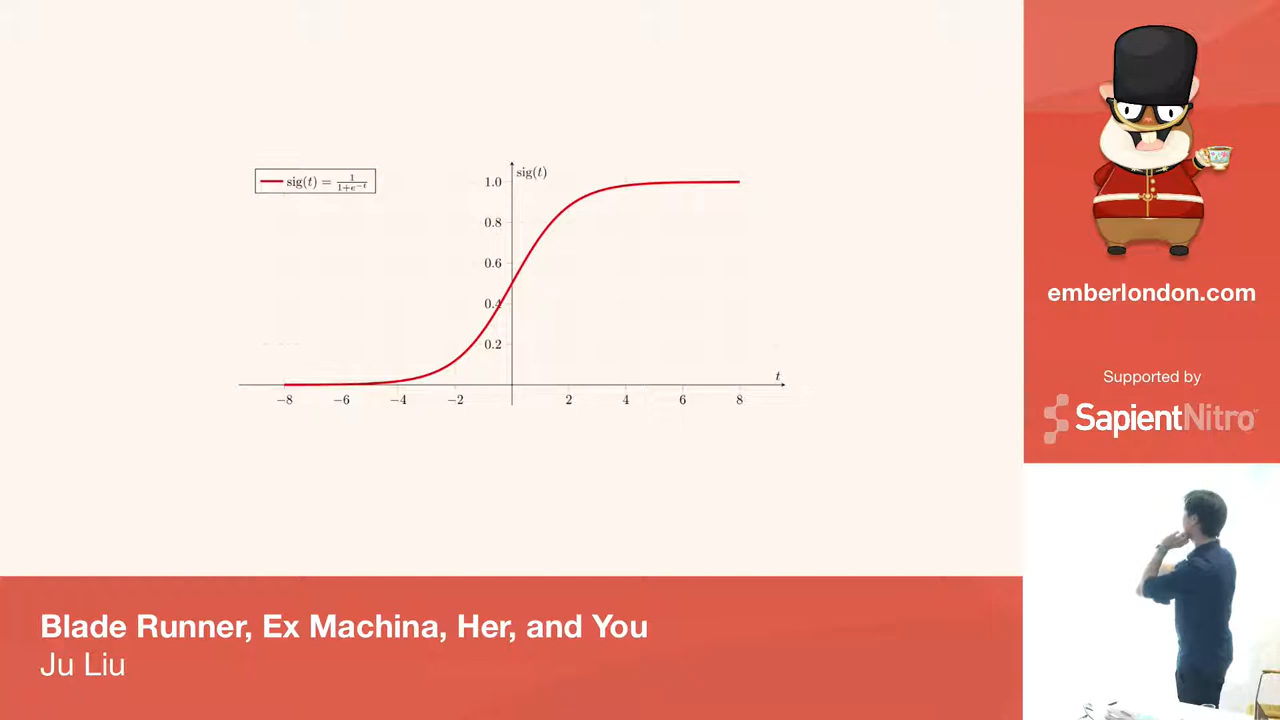 sig(t) = 1/(1+e^{-t})
sig(t)
1.0
0.8
0.6
0.4
0.2
t
−8 −6 −4 −2 2 4 6 8
emberlondon.com
Supported by
SapientNitro
Blade Runner, Ex Machina, Her, and You
Ju Liu